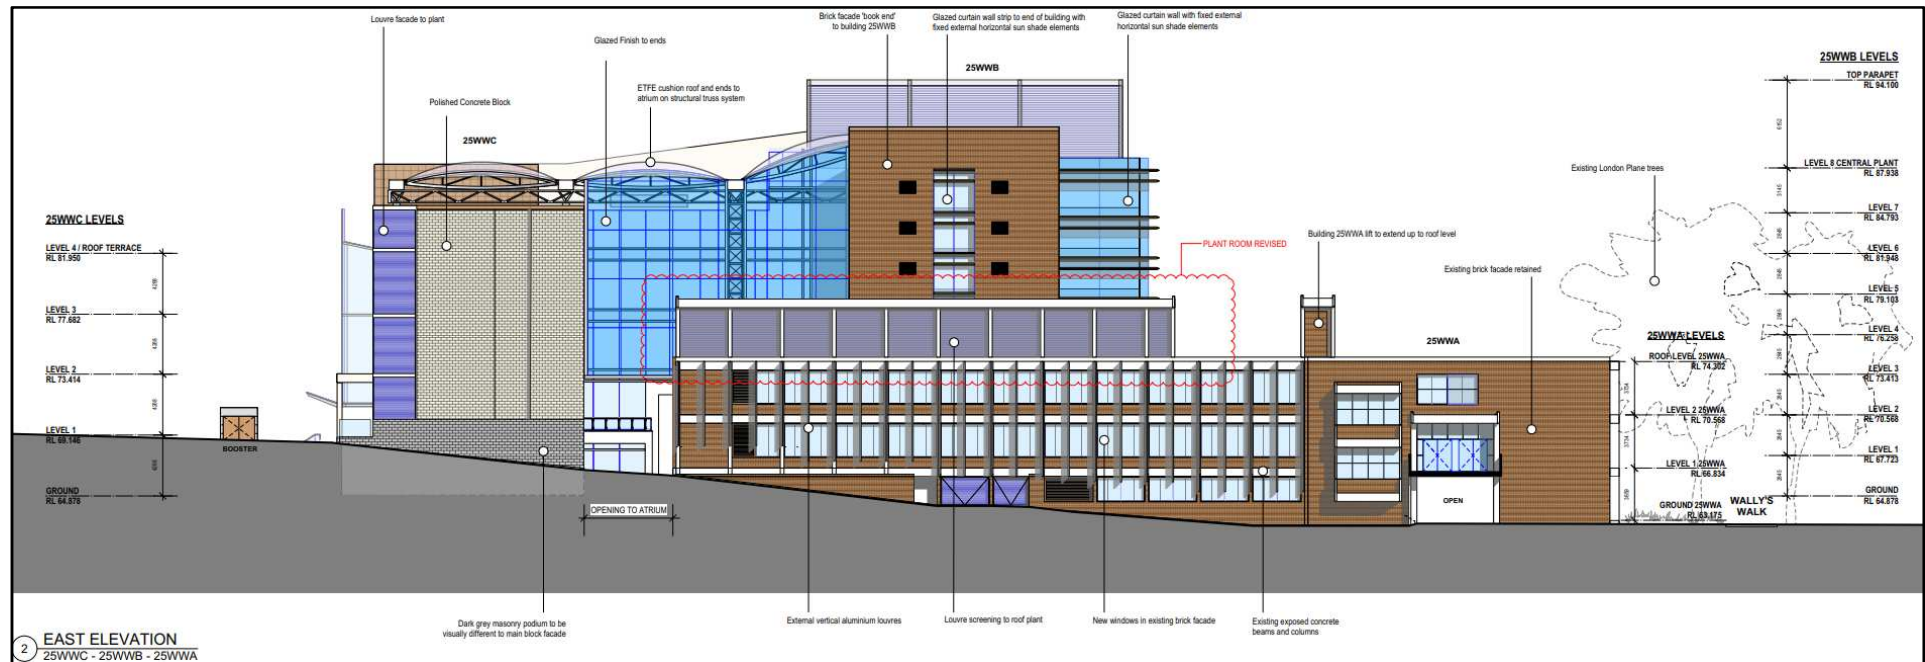 Louvre facade to plant
Glazed Finish to ends
Brick facade 'book end'
to building 25WWB
Glazed curtain wall strip to end of building with
fixed external horizontal sun shade elements
Glazed curtain wall with fixed external
horizontal sun shade elements
25WWB
ETFE cushion roof and ends to
atrium on structural truss system
Polished Concrete Block
25WWC
25WWB LEVELS
TOP PARAPET
RL 94.100
6152
LEVEL 8 CENTRAL PLANT
RL 87.938
3145
LEVEL 7
RL 84.793
2845
LEVEL 6
RL 81.948
2845
LEVEL 5
RL 79.103
LEVEL 4
RL 76.258
LEVEL 3
RL 73.413
2845
LEVEL 2
RL 70.568
2845
LEVEL 1
RL 67.723
2845
GROUND
RL 64.878
Existing London Plane trees
25WWC LEVELS
LEVEL 4 / ROOF TERRACE
RL 81.950
LEVEL 3
RL 77.682
LEVEL 2
RL 73.414
LEVEL 1
RL 69.146
GROUND
RL 64.878
PLANT ROOM REVISED
Building 25WWA lift to extend up to roof level
Existing brick facade retained
25WWA
25WWA LEVELS
ROOF LEVEL 25WWA
RL 74.302
LEVEL 2 25WWA
RL 70.568
3734
LEVEL 1 25WWA
RL 66.834
GROUND 25WWA
RL 63.175
WALLY'S
WALK
BOOSTER
OPEN
OPENING TO ATRIUM
Dark grey masonry podium to be
visually different to main block facade
External vertical aluminium louvres
Louvre screening to roof plant
New windows in existing brick facade
Existing exposed concrete
beams and columns
2
EAST ELEVATION
25WWC - 25WWB - 25WWA